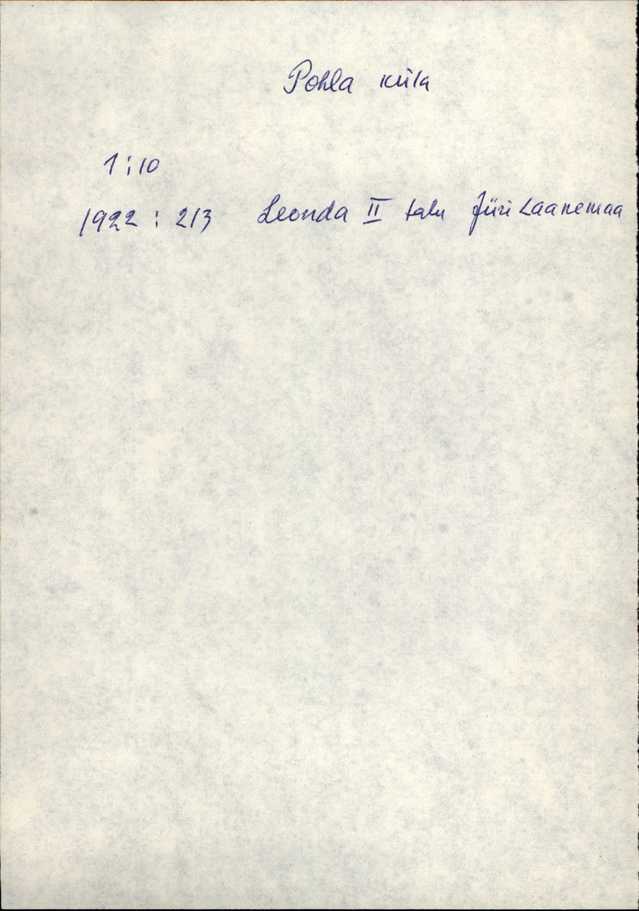 Pohla küla
1:10
1922 : 213 Leonda II talu Jüri Laanemaa